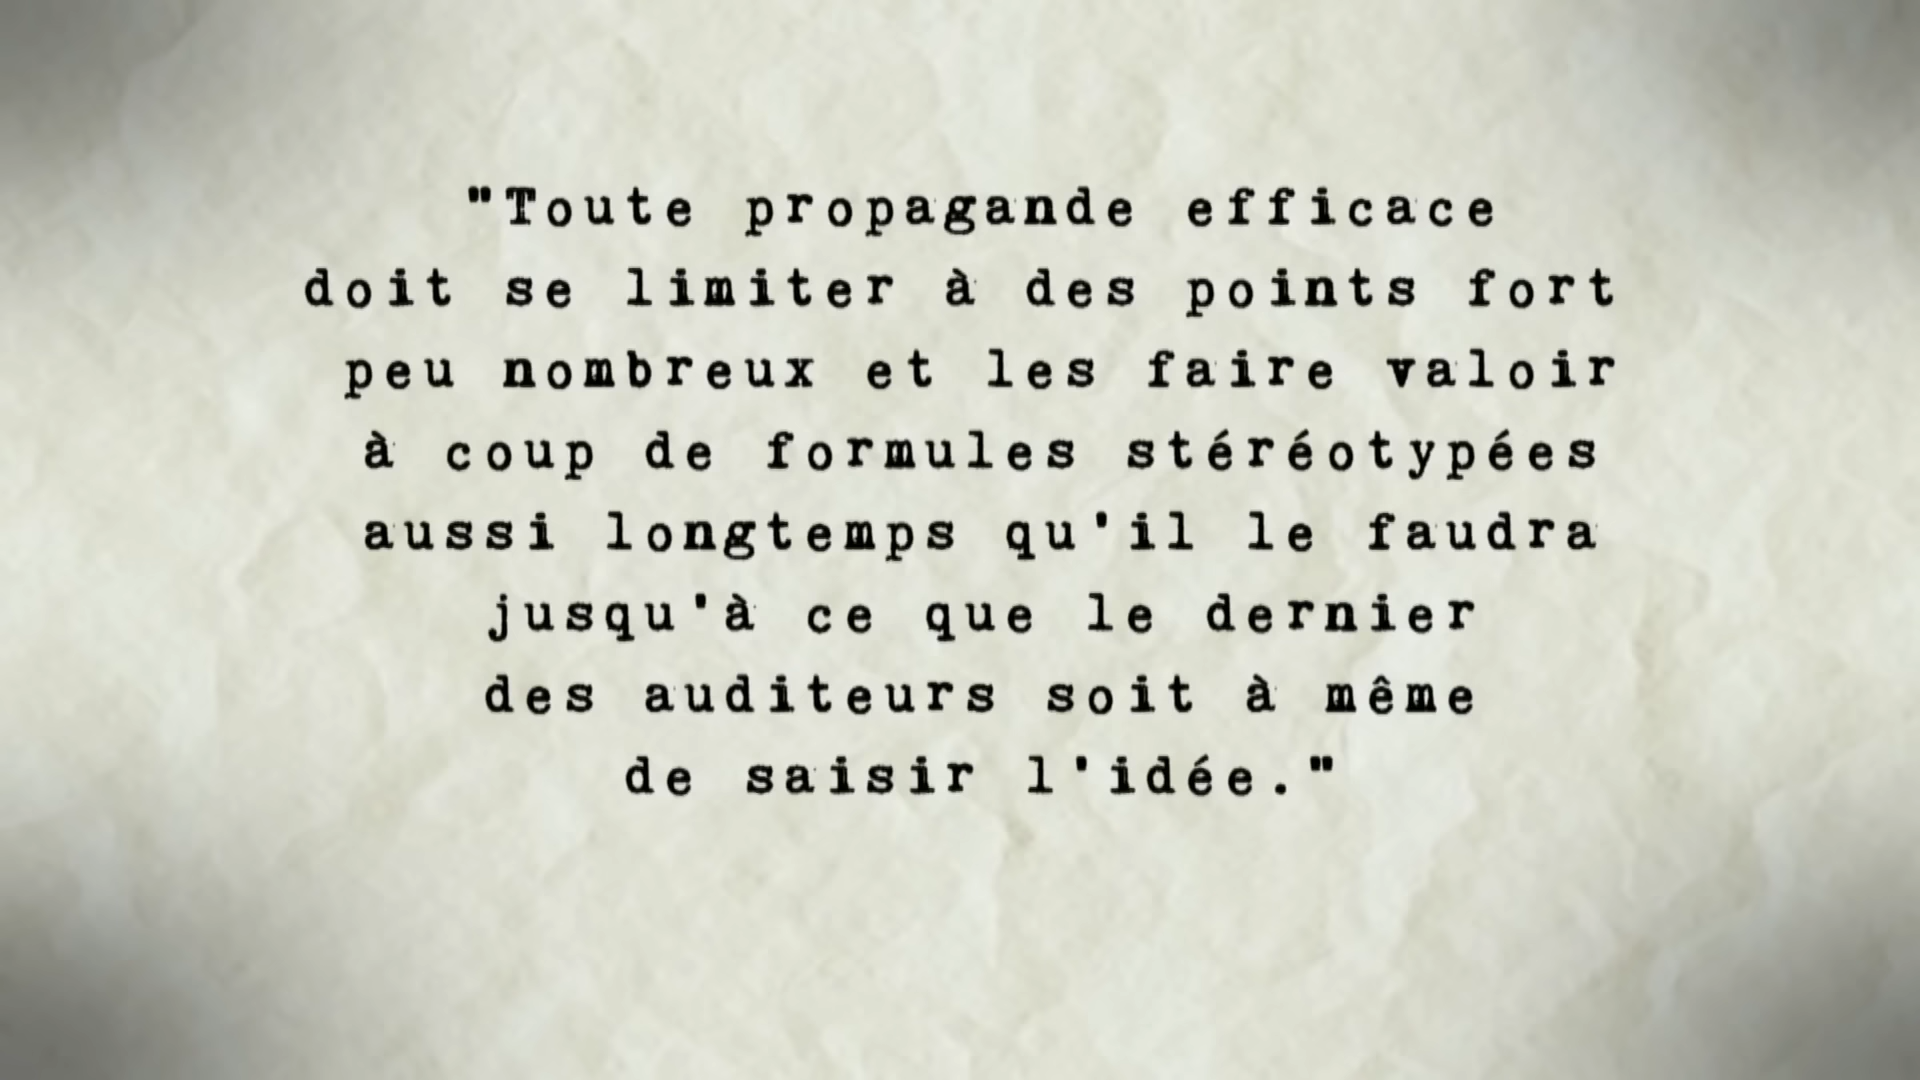 "Toute propagande efficace
doit se limiter à des points fort
peu nombreux et les faire valoir
à coup de formules stéréotypées
aussi longtemps qu'il le faudra
jusqu'à ce que le dernier
des auditeurs soit à même
de saisir l'idée."